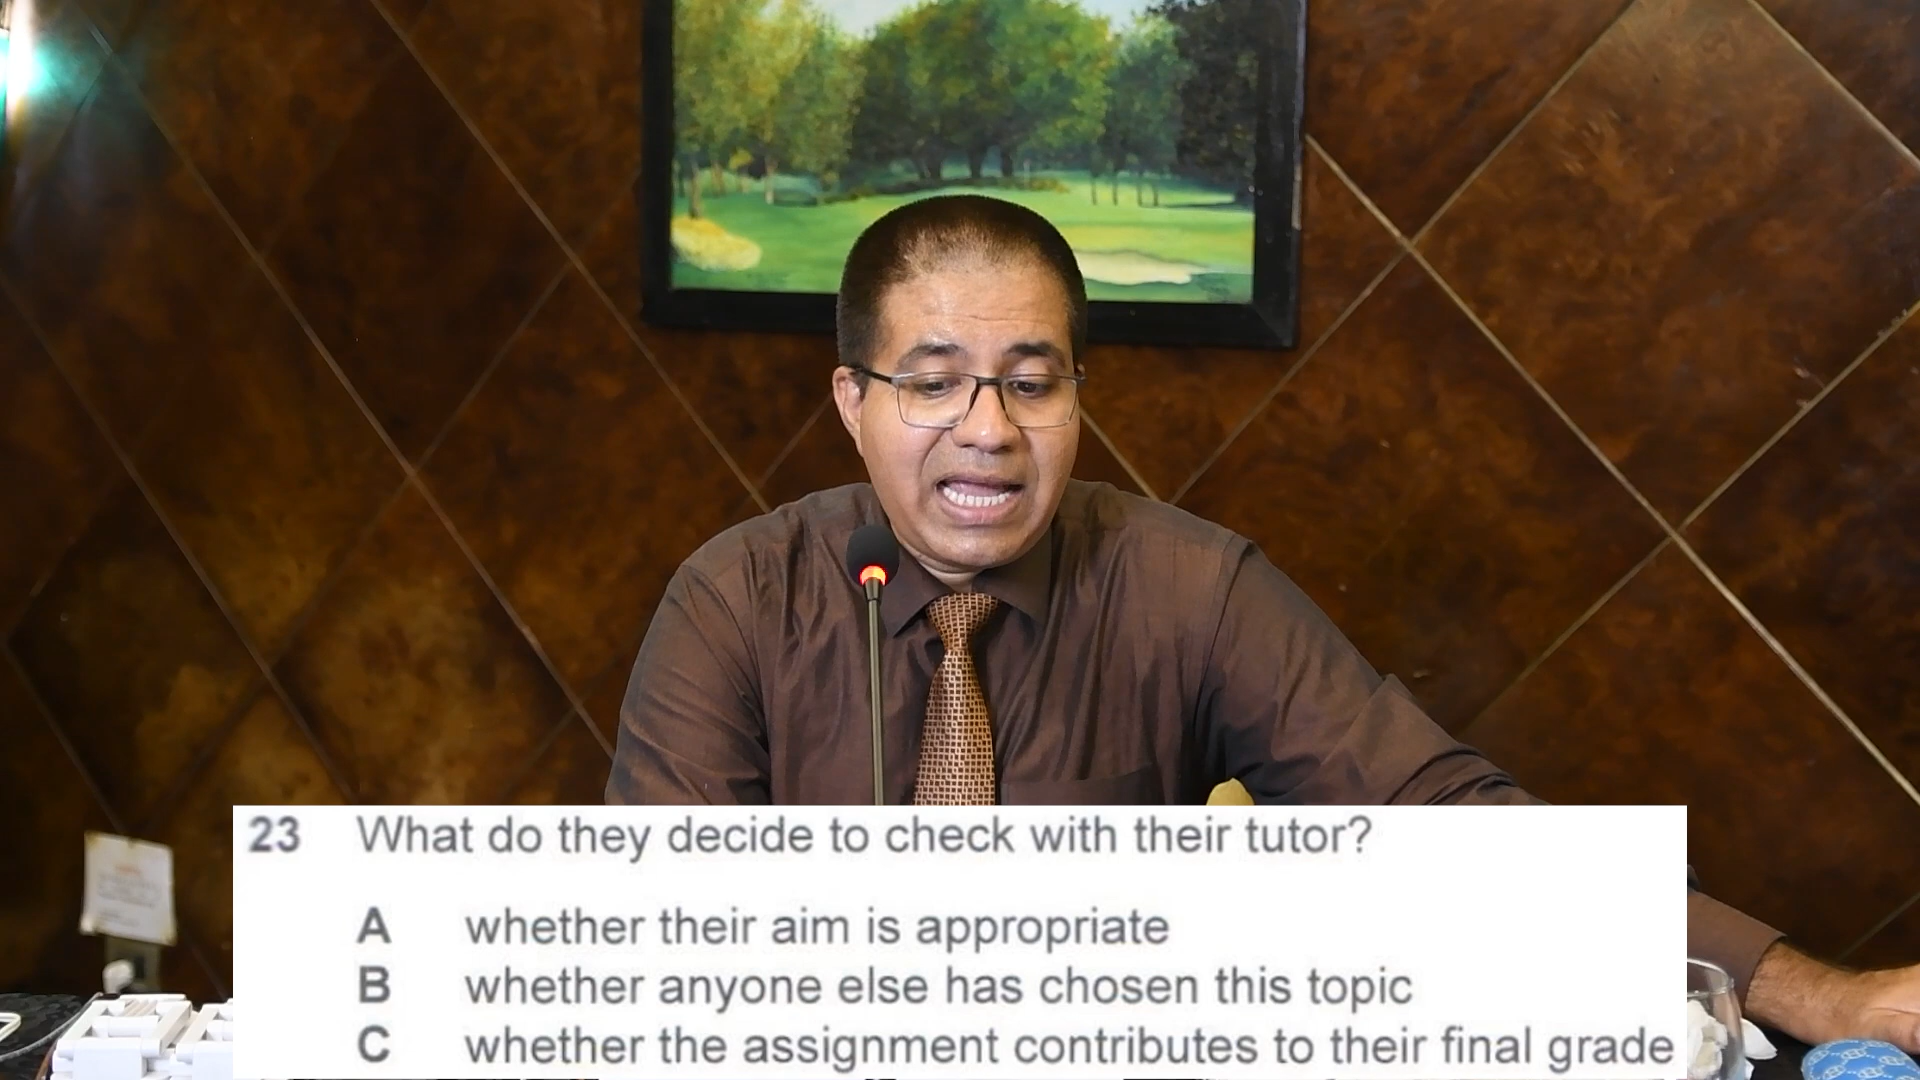 23 What do they decide to check with their tutor?
A whether their aim is appropriate
B whether anyone else has chosen this topic
C whether the assignment contributes to their final grade